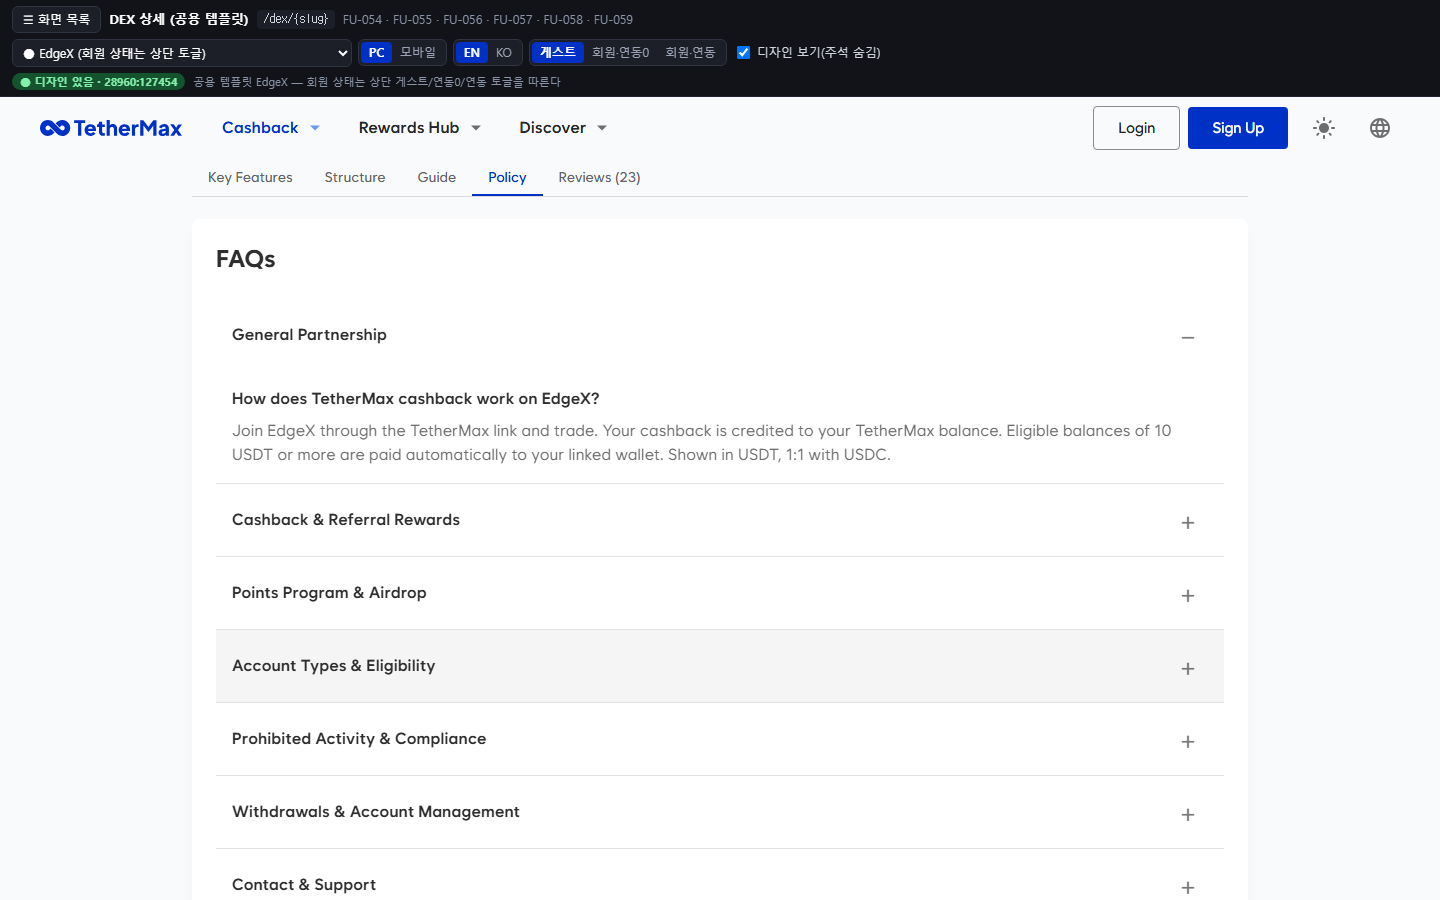 ☰ 화면 목록 DEX 상세 (공용 템플릿) /dex/{slug} FU-054 · FU-055 · FU-056 · FU-057 · FU-058 · FU-059
● EdgeX (회원 상태는 상단 토글) PC 모바일 EN KO 게스트 회원·연동0 회원·연동 디자인 보기(주석 숨김)
● 디자인 있음 · 28960:127454 공용 템플릿 EdgeX — 회원 상태는 상단 게스트/연동0/연동 토글을 따른다
TetherMax Cashback Rewards Hub Discover Login Sign Up
Key Features Structure Guide Policy Reviews (23)
FAQs
General Partnership
How does TetherMax cashback work on EdgeX?
Join EdgeX through the TetherMax link and trade. Your cashback is credited to your TetherMax balance. Eligible balances of 10
USDT or more are paid automatically to your linked wallet. Shown in USDT, 1:1 with USDC.
Cashback & Referral Rewards
Points Program & Airdrop
Account Types & Eligibility
Prohibited Activity & Compliance
Withdrawals & Account Management
Contact & Support